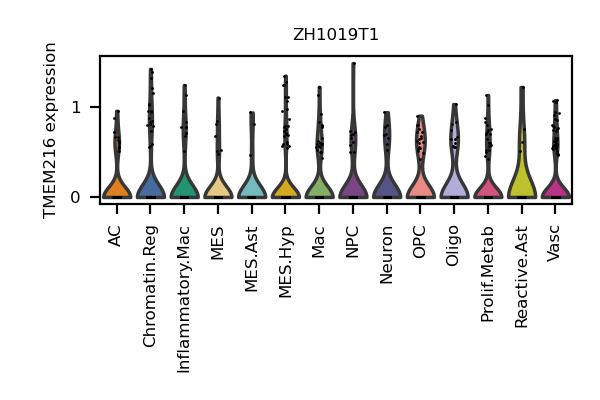 ZH1019T1
TMEM216 expression
1
0
AC
Chromatin.Reg
Inflammatory.Mac
MES
MES.Ast
MES.Hyp
Mac
NPC
Neuron
OPC
Oligo
Prolif.Metab
Reactive.Ast
Vasc